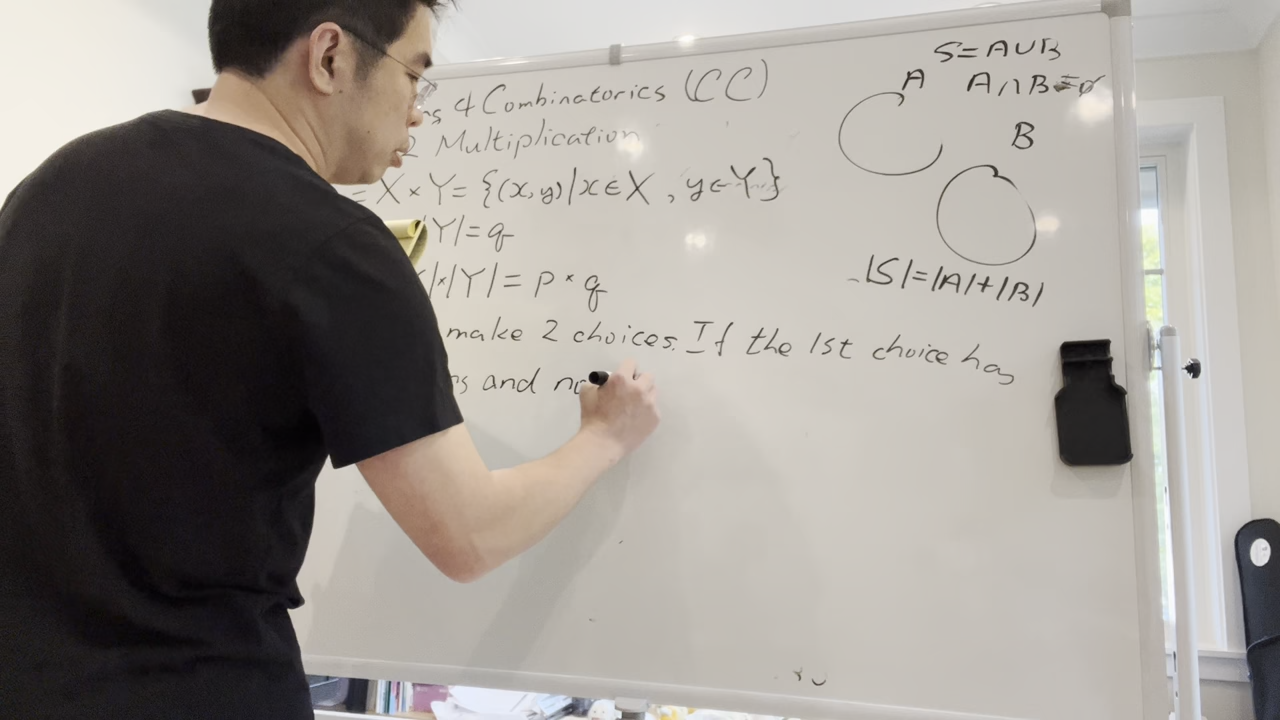 & Combinatorics (CC)
2 Multiplication
= X × Y = {(x,y) | x ∈ X , y ∈ Y}
|Y| = q
|×|Y| = p × q
make 2 choices. If the 1st choice has
and
S = A ∪ B
A ∩ B = ∅
A
B
|S| = |A| + |B|